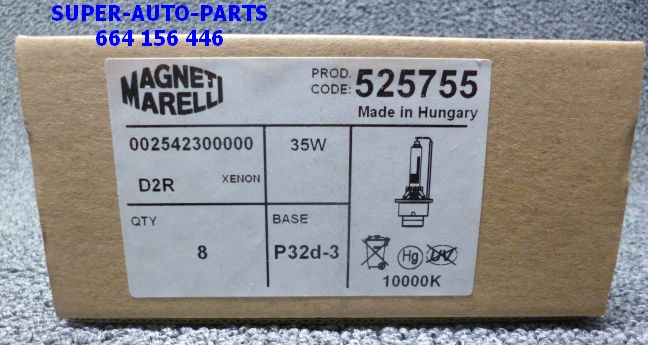 SUPER-AUTO-PARTS
664 156 446
MAGNETI
MARELLI
PROD.
CODE: 525755
Made in Hungary
002542300000
35W
D2R
XENON
QTY
8
BASE
P32d-3
Hg
UV
10000K